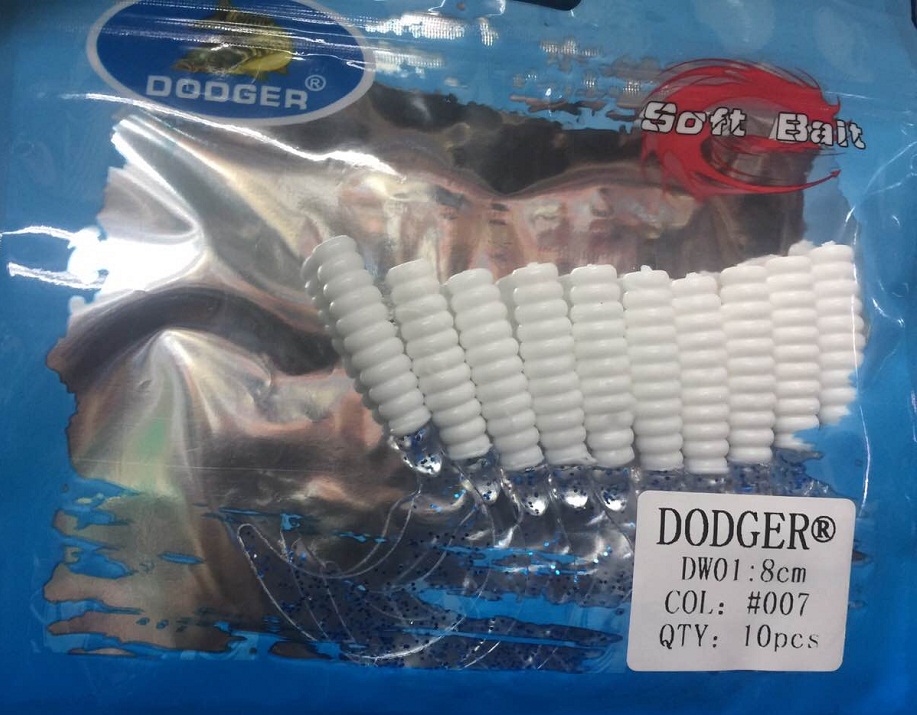 DODGER®
Soft Bait
DODGER®
DW01:8cm
COL: #007
QTY: 10pcs